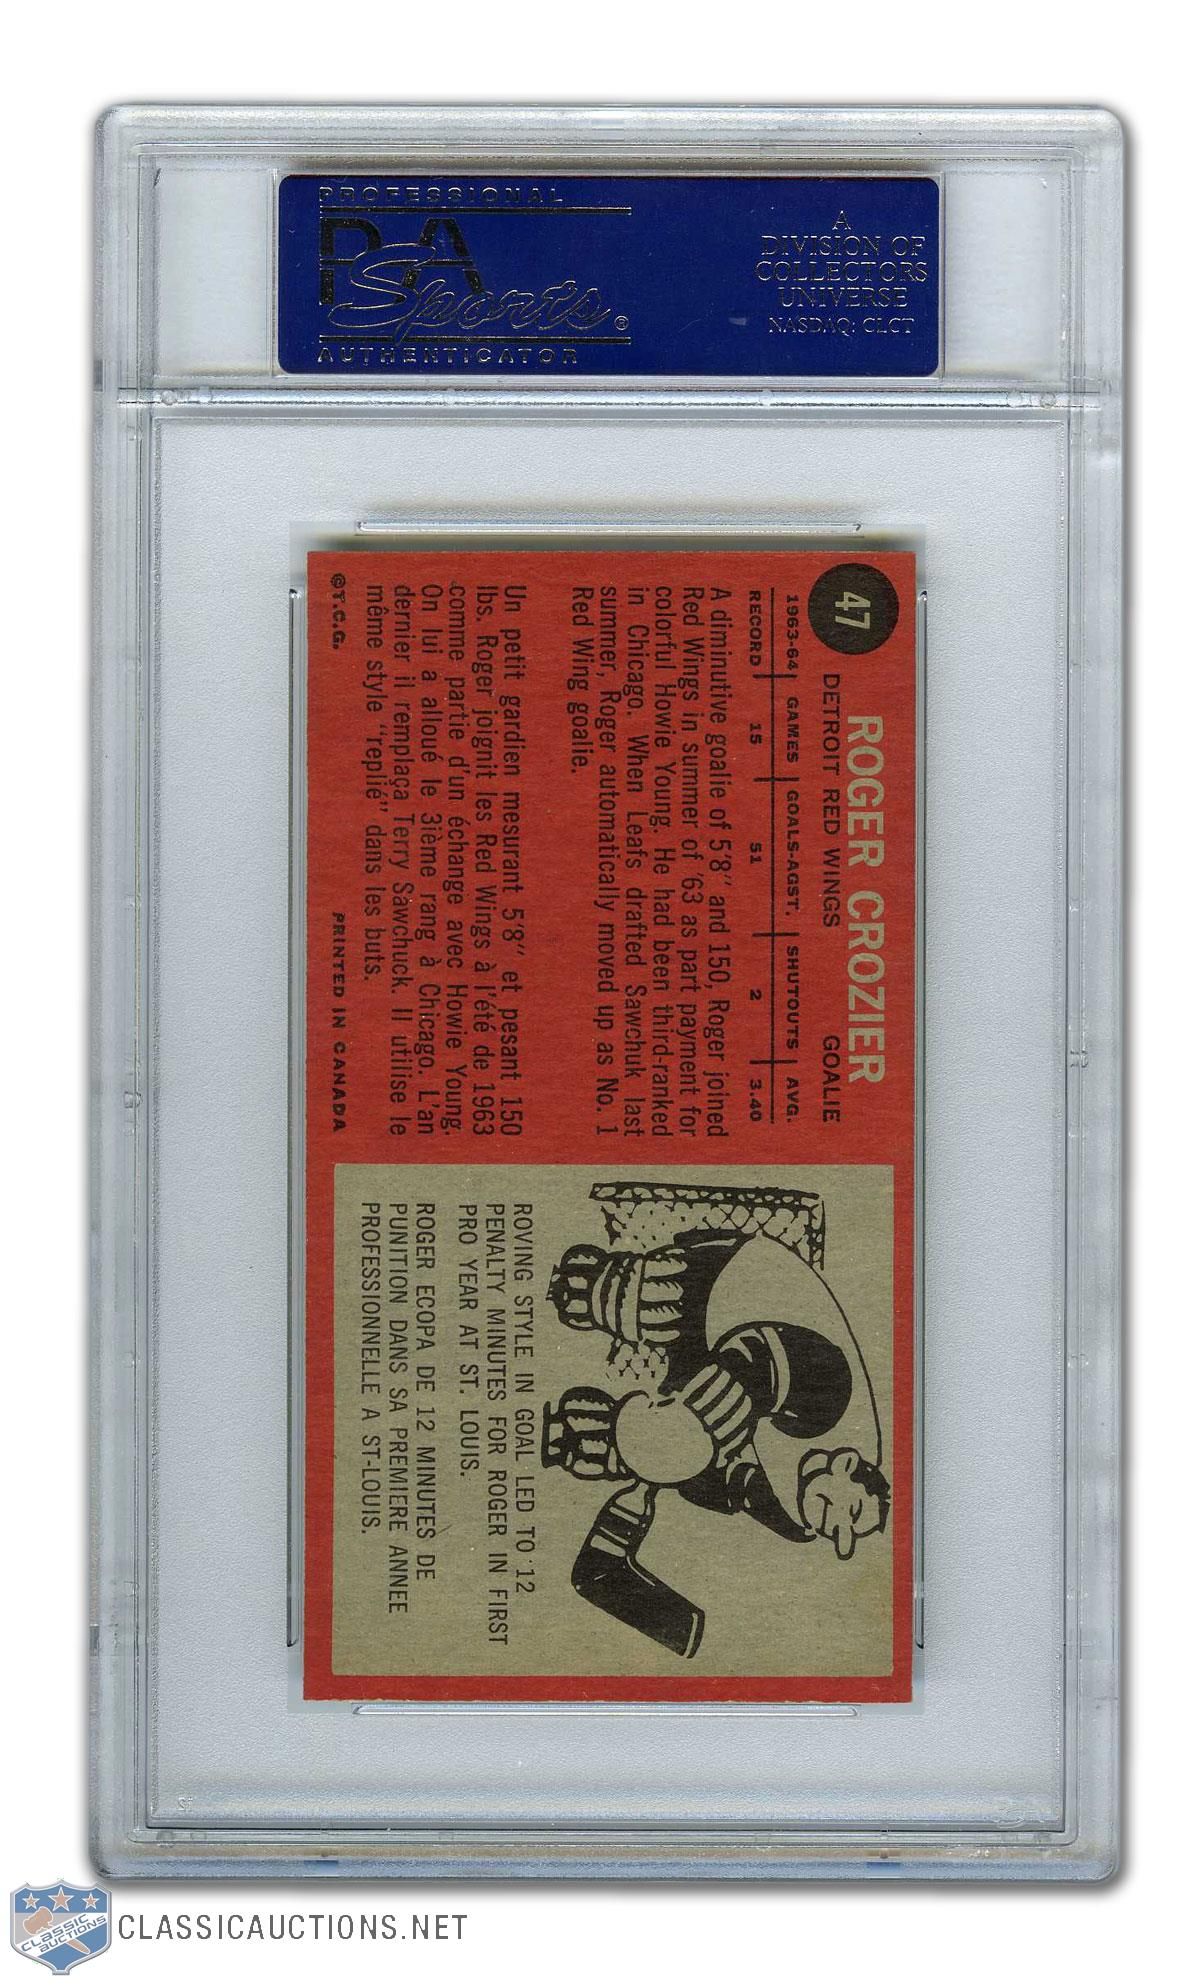 PROFESSIONAL
PSA
Sports®
AUTHENTICATOR
A
DIVISION OF
COLLECTORS
UNIVERSE
NASDAQ: CLCT
47
ROGER CROZIER
DETROIT RED WINGS GOALIE
1963-64 GAMES GOALS-AGST. SHUTOUTS AVG.
RECORD 15 51 2 3.40
A diminutive goalie of 5'8" and 150, Roger joined
Red Wings in summer of '63 as part payment for
colorful Howie Young. He had been third-ranked
in Chicago. When Leafs drafted Sawchuk last
summer, Roger automatically moved up as No. 1
Red Wing goalie.
Un petit gardien mesurant 5'8" et pesant 150
lbs. Roger joignit les Red Wings à l'été de 1963
comme partie d'un échange avec Howie Young.
On lui a alloué le 3ième rang à Chicago. L'an
dernier il remplaça Terry Sawchuck. Il utilise le
même style "replié" dans les buts.
©T.C.G. PRINTED IN CANADA
ROVING STYLE IN GOAL LED TO 12
PENALTY MINUTES FOR ROGER IN FIRST
PRO YEAR AT ST. LOUIS.
ROGER ECOPA DE 12 MINUTES DE
PUNITION DANS SA PREMIERE ANNEE
PROFESSIONNELLE A ST-LOUIS.
CLASSIC
AUCTIONS
CLASSICAUCTIONS.NET